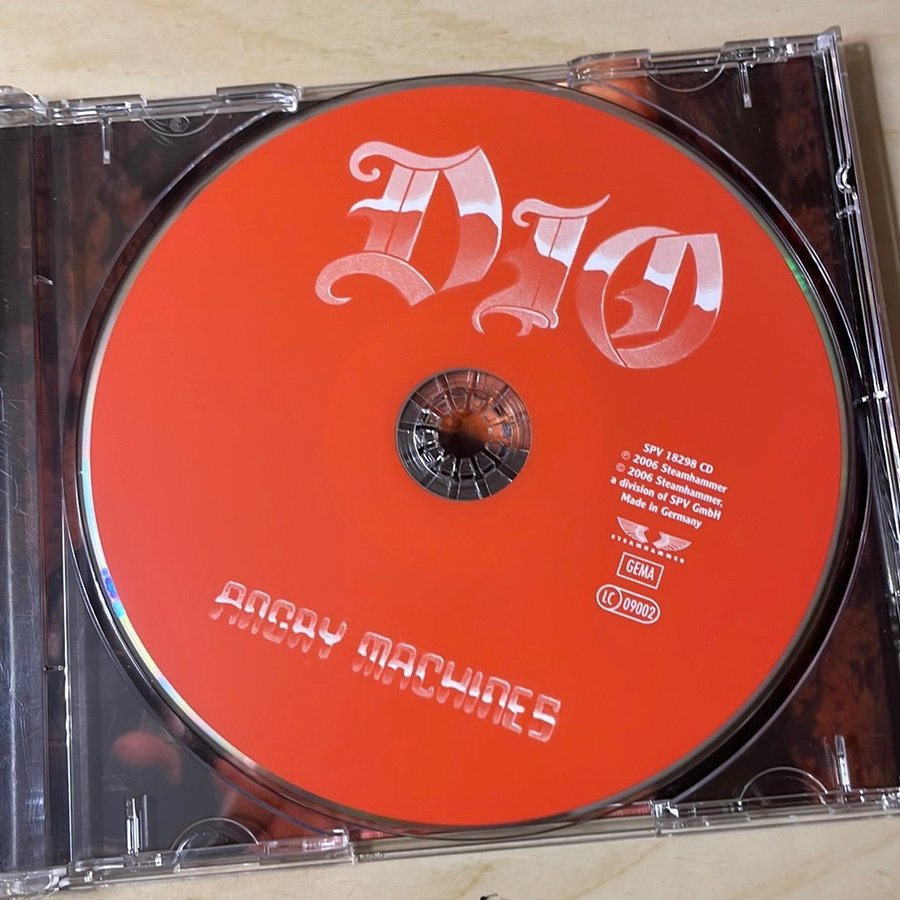 DIO
SPV 18298 CD
℗ 2006 Steamhammer
© 2006 Steamhammer,
a division of SPV GmbH
Made in Germany
STEAMHAMMER
GEMA
LC 09002
ANGRY MACHINES